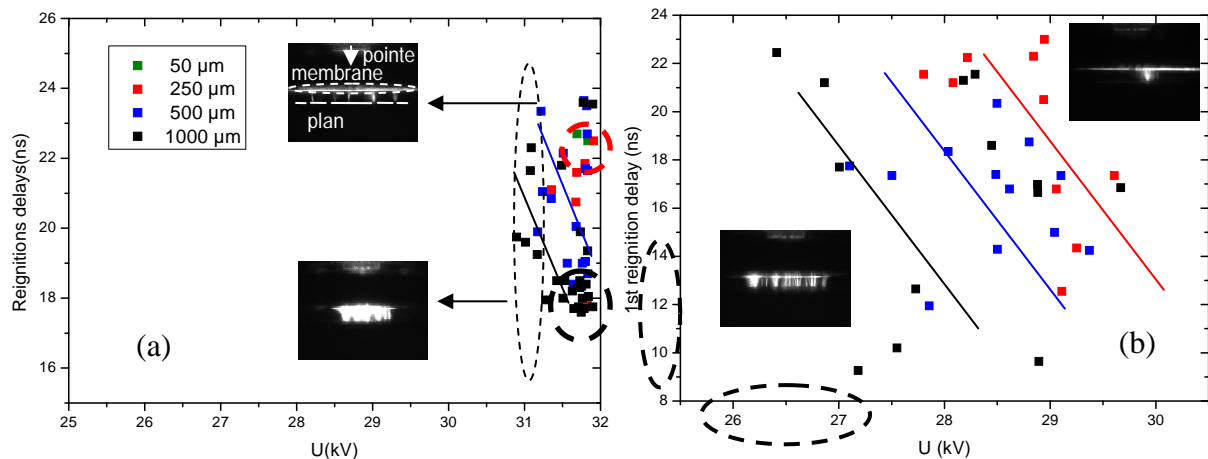 (a)
50 µm
250 µm
500 µm
1000 µm
pointe
membrane
plan
Reignitions delays(ns)
26
24
22
20
18
16
25 26 27 28 29 30 31 32
U(kV)
(b)
1st reignition delay (ns)
24
22
20
18
16
14
12
10
8
26 27 28 29 30
U (kV)